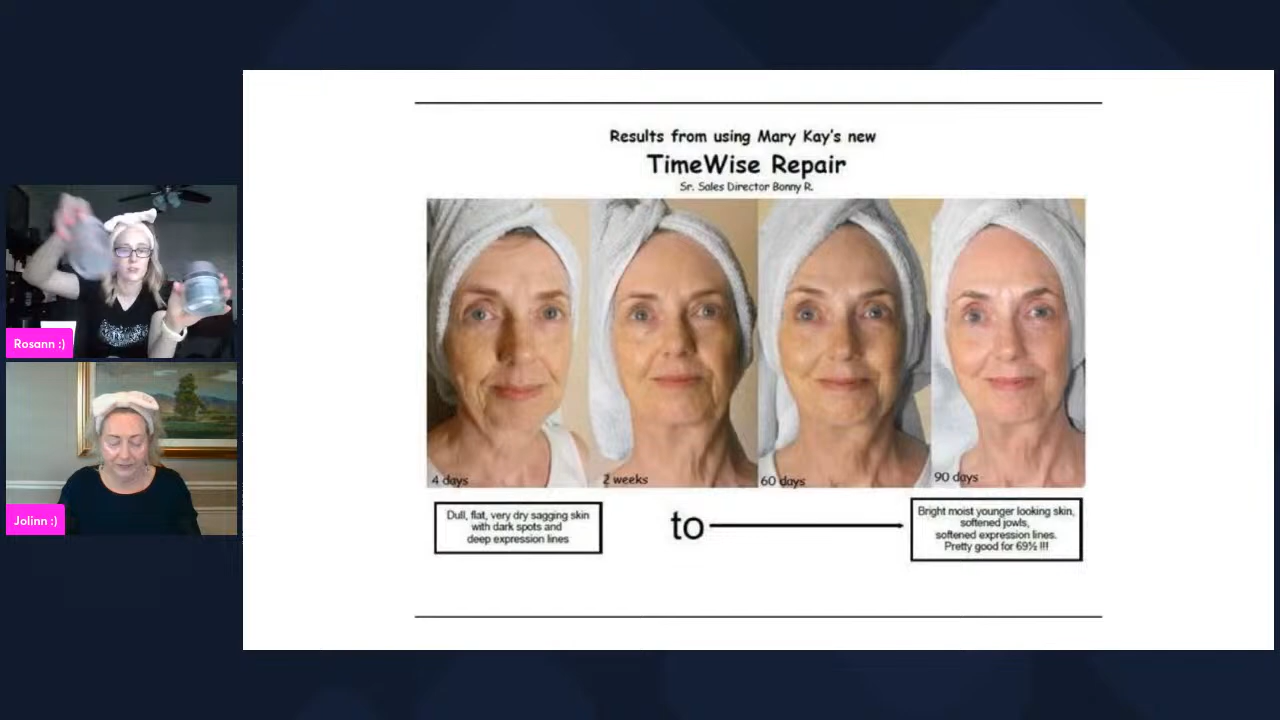 Results from using Mary Kay's new
TimeWise Repair
Sr. Sales Director Bonny R.
4 days
2 weeks
60 days
90 days
Dull, flat, very dry sagging skin
with dark spots and
deep expression lines
to
Bright moist younger looking skin,
softened jowls,
softened expression lines.
Pretty good for 69½ !!!
Rosann :)
Jolinn :)